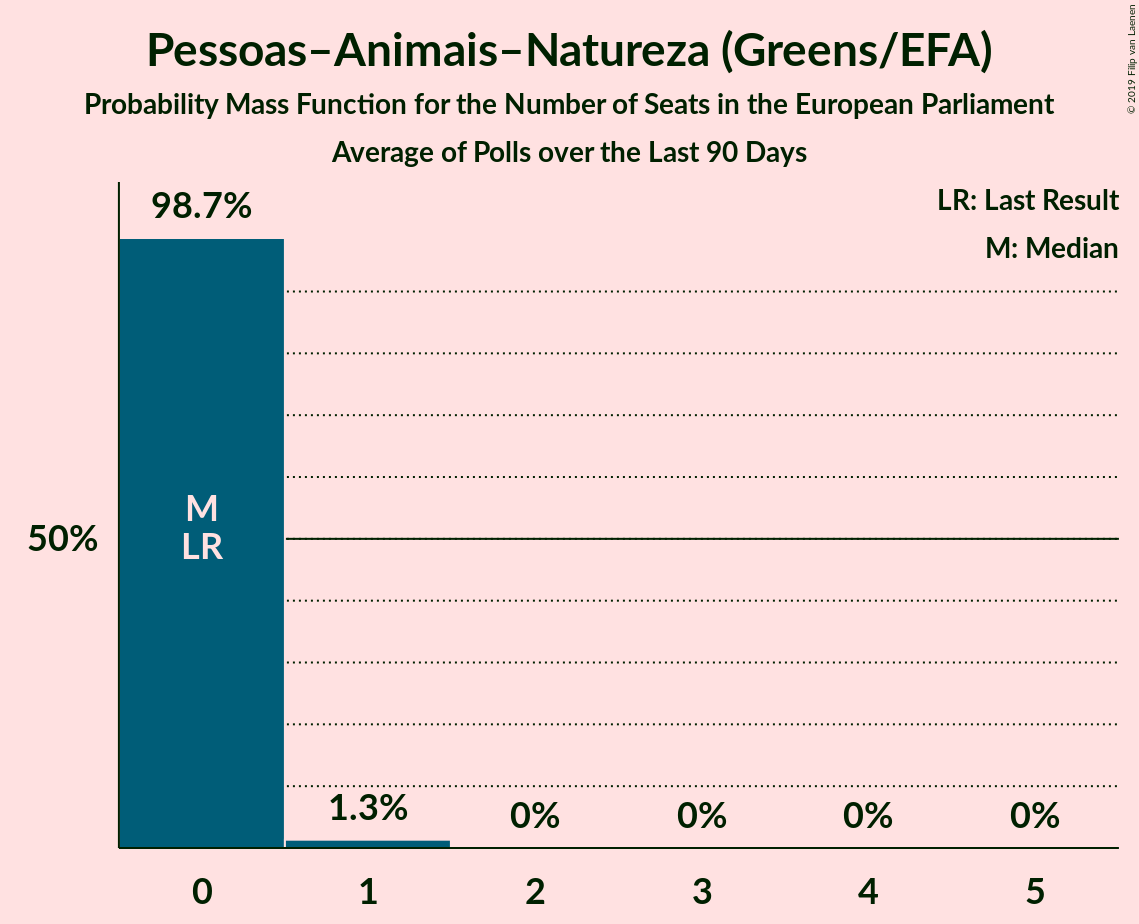 Pessoas–Animais–Natureza (Greens/EFA)
Probability Mass Function for the Number of Seats in the European Parliament
Average of Polls over the Last 90 Days
© 2019 Filip van Laenen
LR: Last Result
M: Median
98.7%
M
LR
50%
1.3%
0%
0%
0%
0%
0
1
2
3
4
5